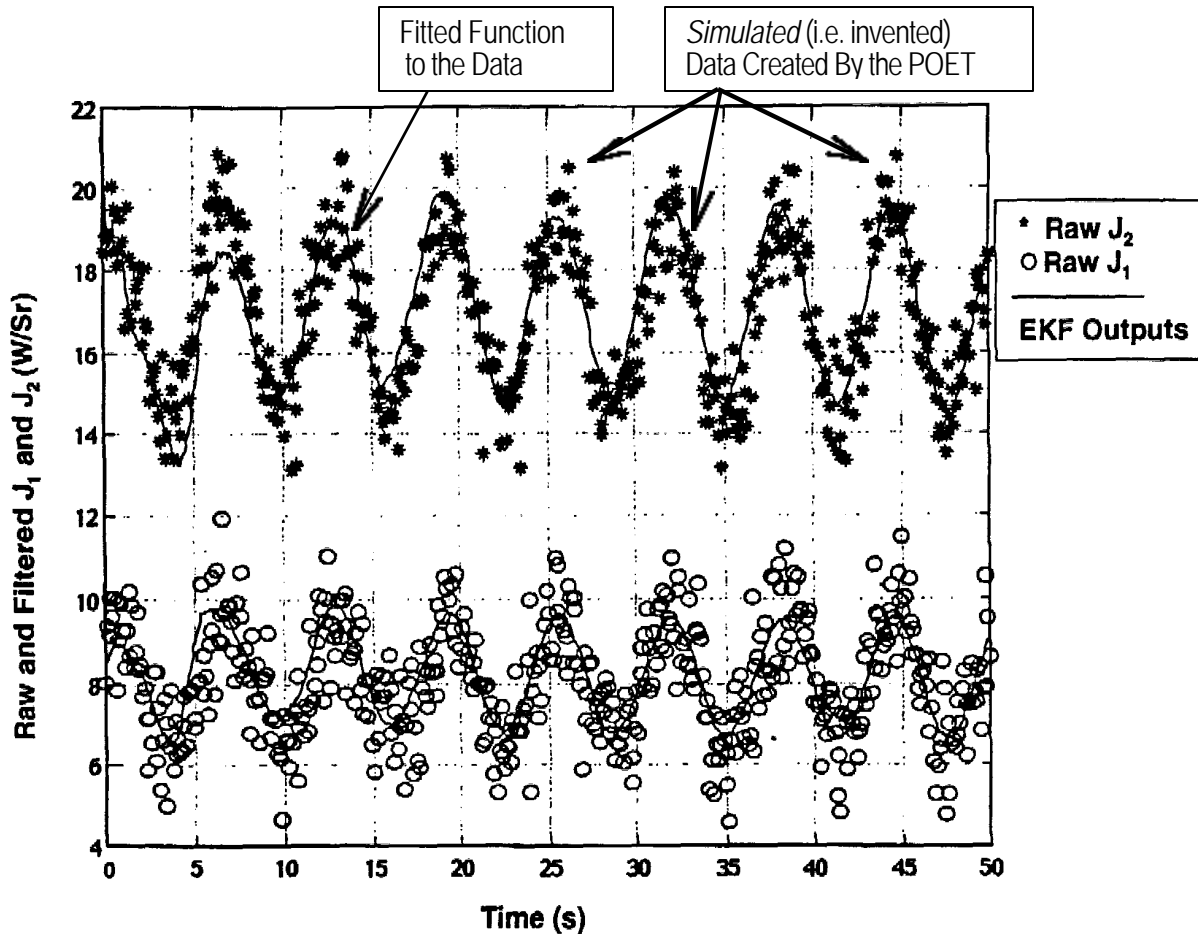 Fitted Function
to the Data
Simulated (i.e. invented)
Data Created By the POET
Raw and Filtered J1 and J2 (W/Sr)
22
20
18
16
14
12
10
8
6
4
0 5 10 15 20 25 30 35 40 45 50
Time (s)
* Raw J2
O Raw J1
EKF Outputs